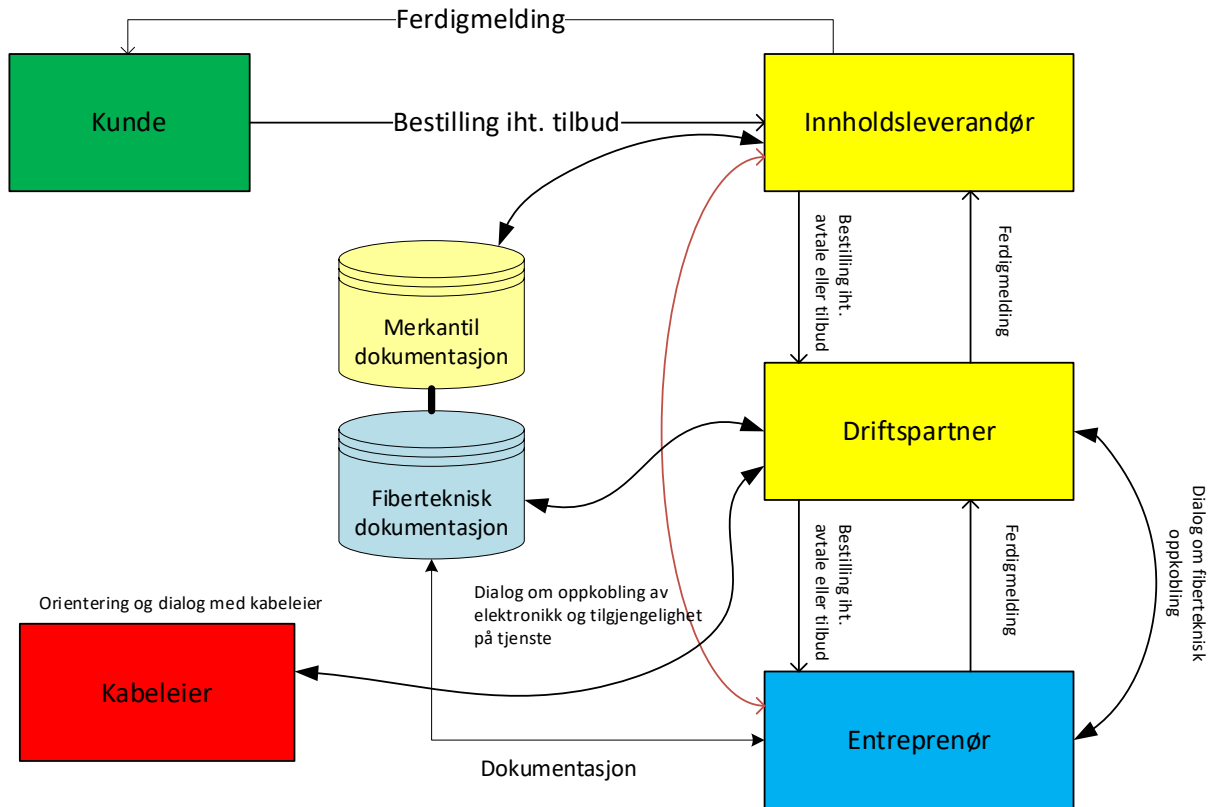 Ferdigmelding
Kunde
Bestilling iht. tilbud
Innholdsleverandør
Bestilling iht.
avtale eller tilbud
Ferdigmelding
Merkantil
dokumentasjon
Driftspartner
Fiberteknisk
dokumentasjon
Bestilling iht.
avtale eller tilbud
Ferdigmelding
Dialog om fiberteknisk
oppkobling
Dialog om oppkobling av
elektronikk og tilgjengelighet
på tjenste
Orientering og dialog med kabeleier
Kabeleier
Entreprenør
Dokumentasjon